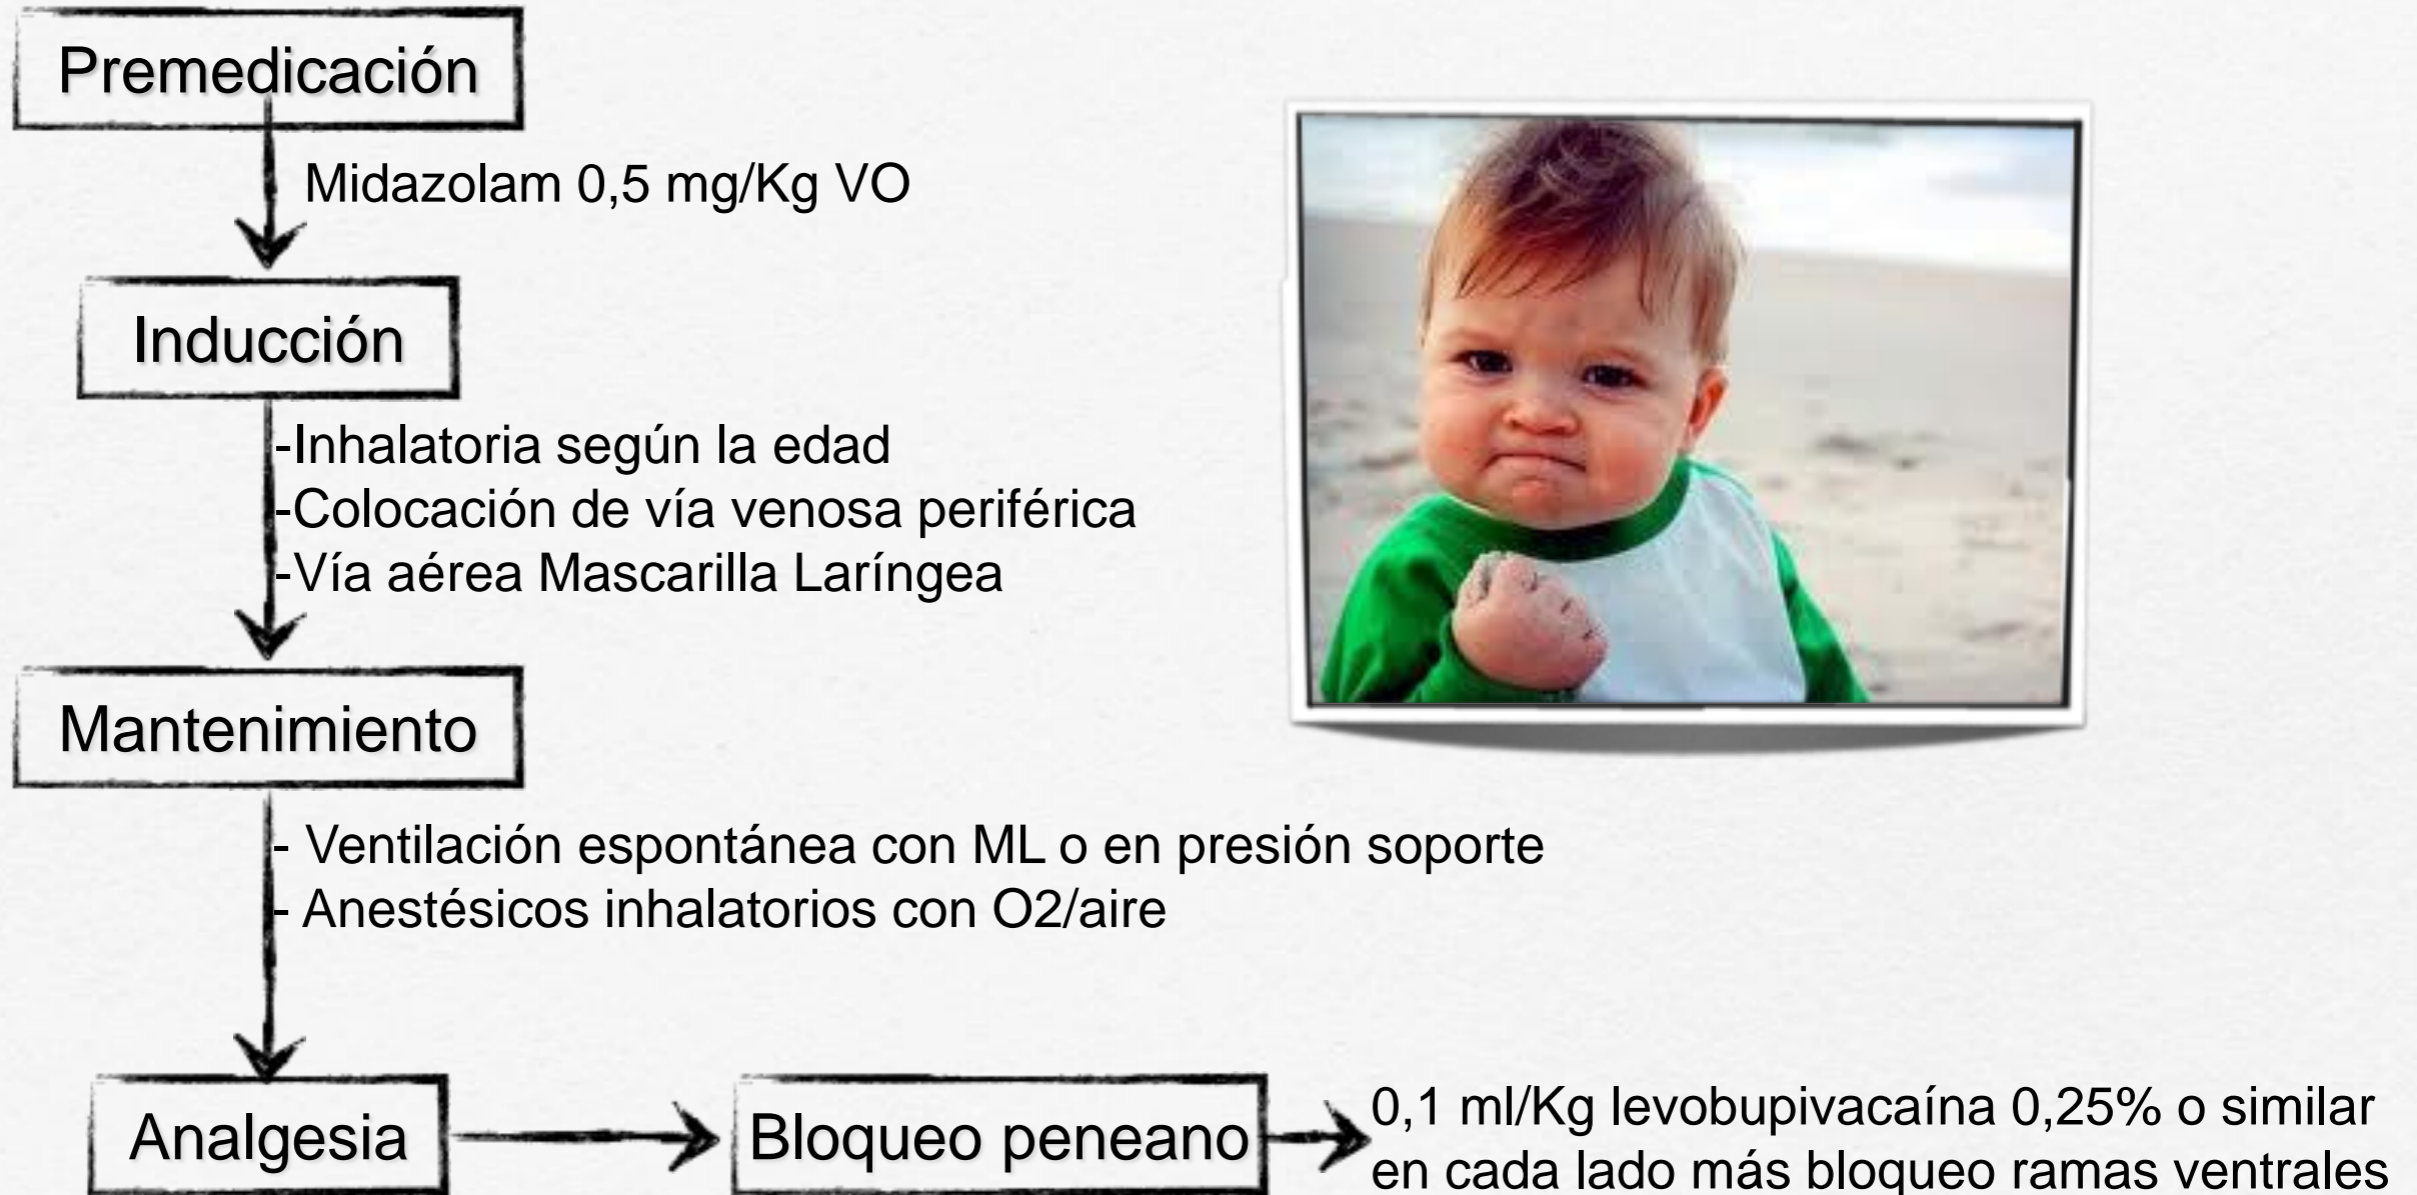 Premedicación
Midazolam 0,5 mg/Kg VO
Inducción
-Inhalatoria según la edad
-Colocación de vía venosa periférica
-Vía aérea Mascarilla Laríngea
Mantenimiento
- Ventilación espontánea con ML o en presión soporte
- Anestésicos inhalatorios con O2/aire
Analgesia
Bloqueo peneano
0,1 ml/Kg levobupivacaína 0,25% o similar
en cada lado más bloqueo ramas ventrales